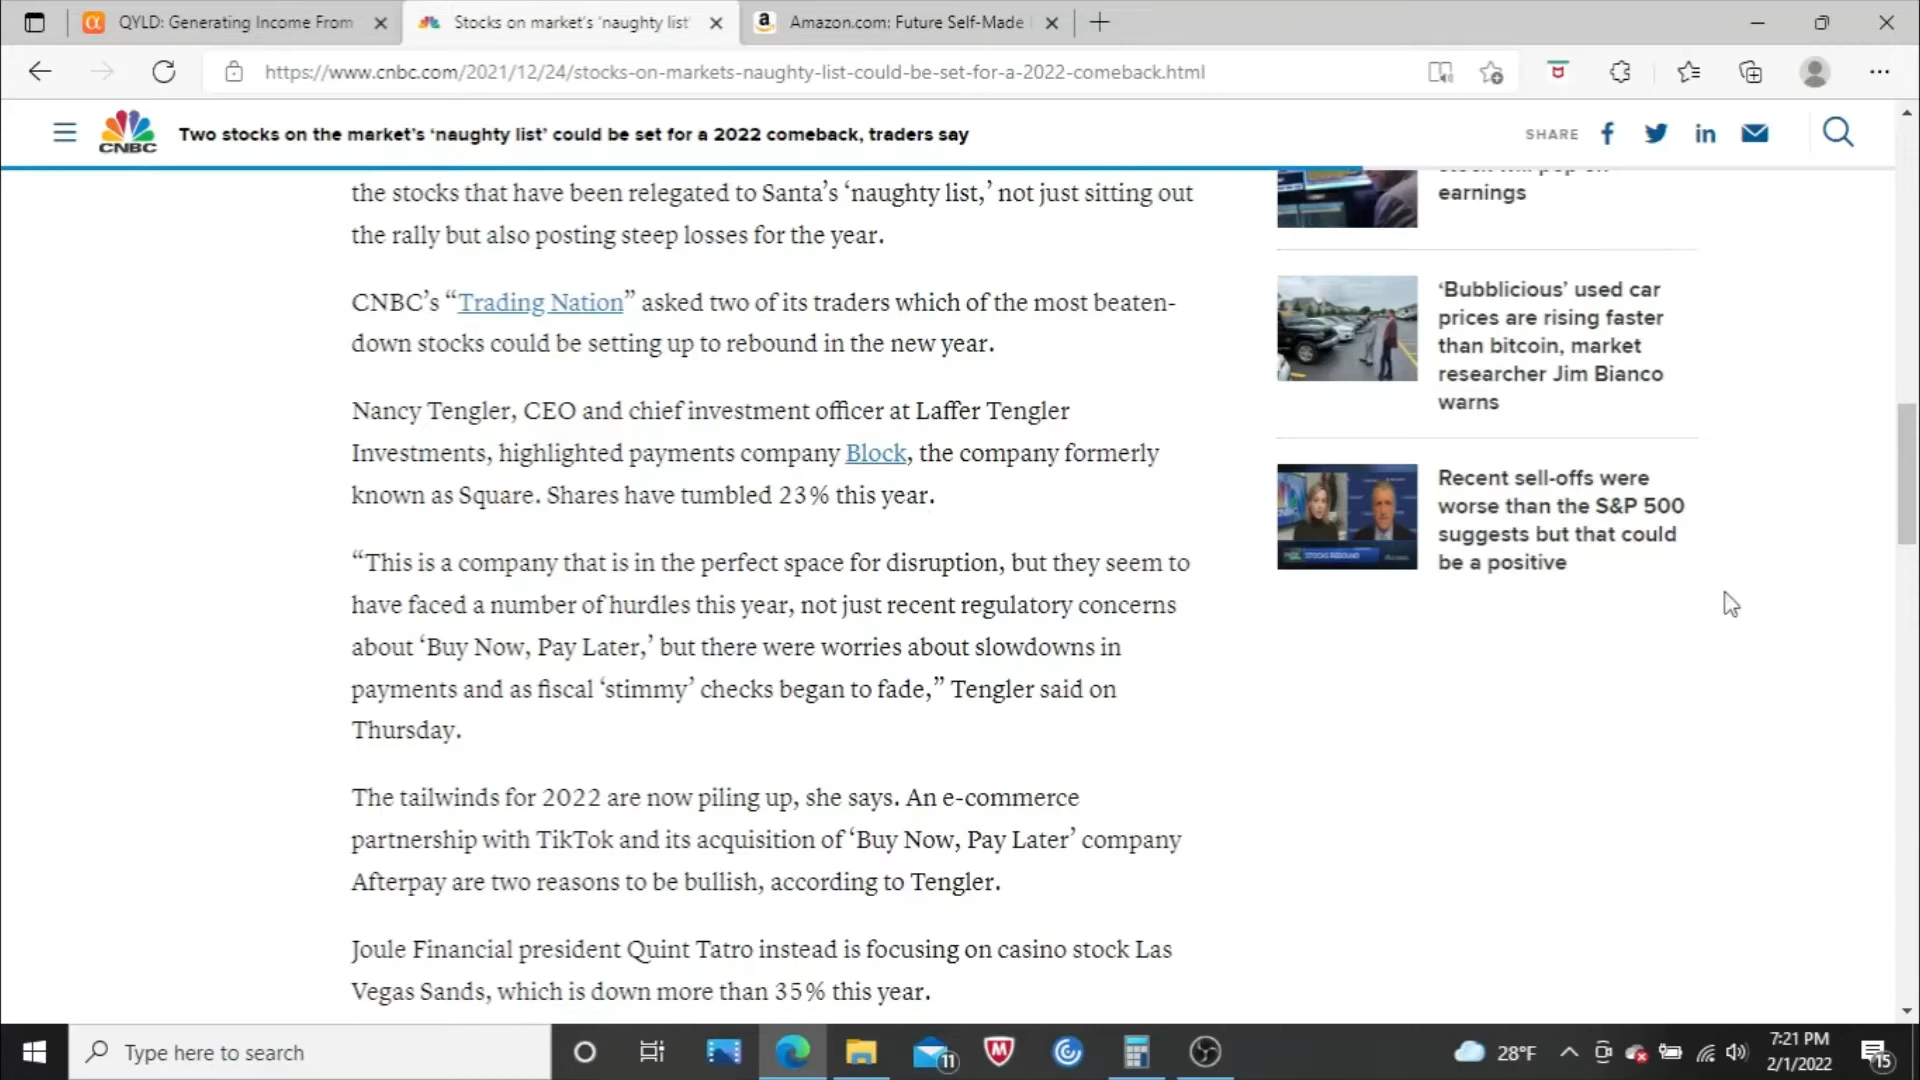 QYLD: Generating Income From
Stocks on market's 'naughty list'
Amazon.com: Future Self-Made
https://www.cnbc.com/2021/12/24/stocks-on-markets-naughty-list-could-be-set-for-a-2022-comeback.html
CNBC
Two stocks on the market's 'naughty list' could be set for a 2022 comeback, traders say
SHARE
the stocks that have been relegated to Santa's 'naughty list,' not just sitting out
the rally but also posting steep losses for the year.
CNBC's “Trading Nation” asked two of its traders which of the most beaten-
down stocks could be setting up to rebound in the new year.
Nancy Tengler, CEO and chief investment officer at Laffer Tengler
Investments, highlighted payments company Block, the company formerly
known as Square. Shares have tumbled 23% this year.
“This is a company that is in the perfect space for disruption, but they seem to
have faced a number of hurdles this year, not just recent regulatory concerns
about ‘Buy Now, Pay Later,’ but there were worries about slowdowns in
payments and as fiscal ‘stimmy’ checks began to fade,” Tengler said on
Thursday.
The tailwinds for 2022 are now piling up, she says. An e-commerce
partnership with TikTok and its acquisition of ‘Buy Now, Pay Later’ company
Afterpay are two reasons to be bullish, according to Tengler.
Joule Financial president Quint Tatro instead is focusing on casino stock Las
Vegas Sands, which is down more than 35% this year.
earnings
‘Bubblicious’ used car
prices are rising faster
than bitcoin, market
researcher Jim Bianco
warns
Recent sell-offs were
worse than the S&P 500
suggests but that could
be a positive
STOCKS REBOUND
Type here to search
11
28°F
7:21 PM
2/1/2022
15